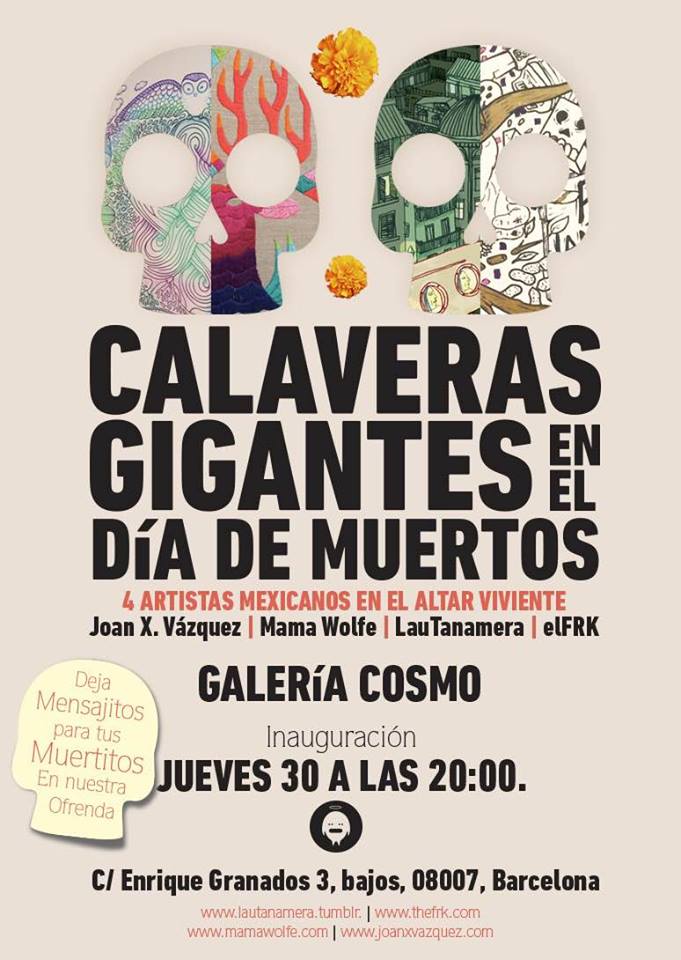 CALAVERAS
GIGANTES EN EL
DíA DE MUERTOS
4 ARTISTAS MEXICANOS EN EL ALTAR VIVIENTE
Joan X. Vázquez | Mama Wolfe | LauTanamera | elFRK
GALERíA COSMO
Inauguración
JUEVES 30 A LAS 20:00.
Deja
Mensajitos
para tus
Muertitos
En nuestra
Ofrenda
C/ Enrique Granados 3, bajos, 08007, Barcelona
www.lautanamera.tumblr. | www.thefrk.com
www.mamawolfe.com | www.joanxvazquez.com